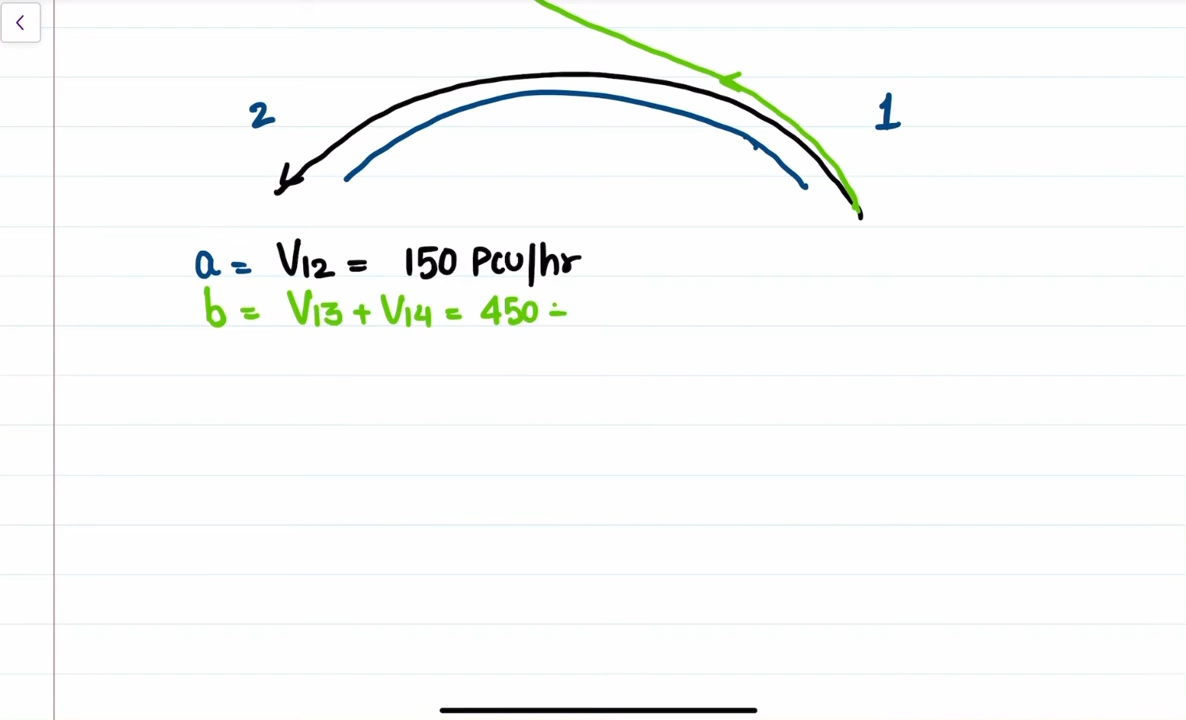 2 1
a = V12 = 150 PCU/hr
b = V13 + V14 = 450 ÷